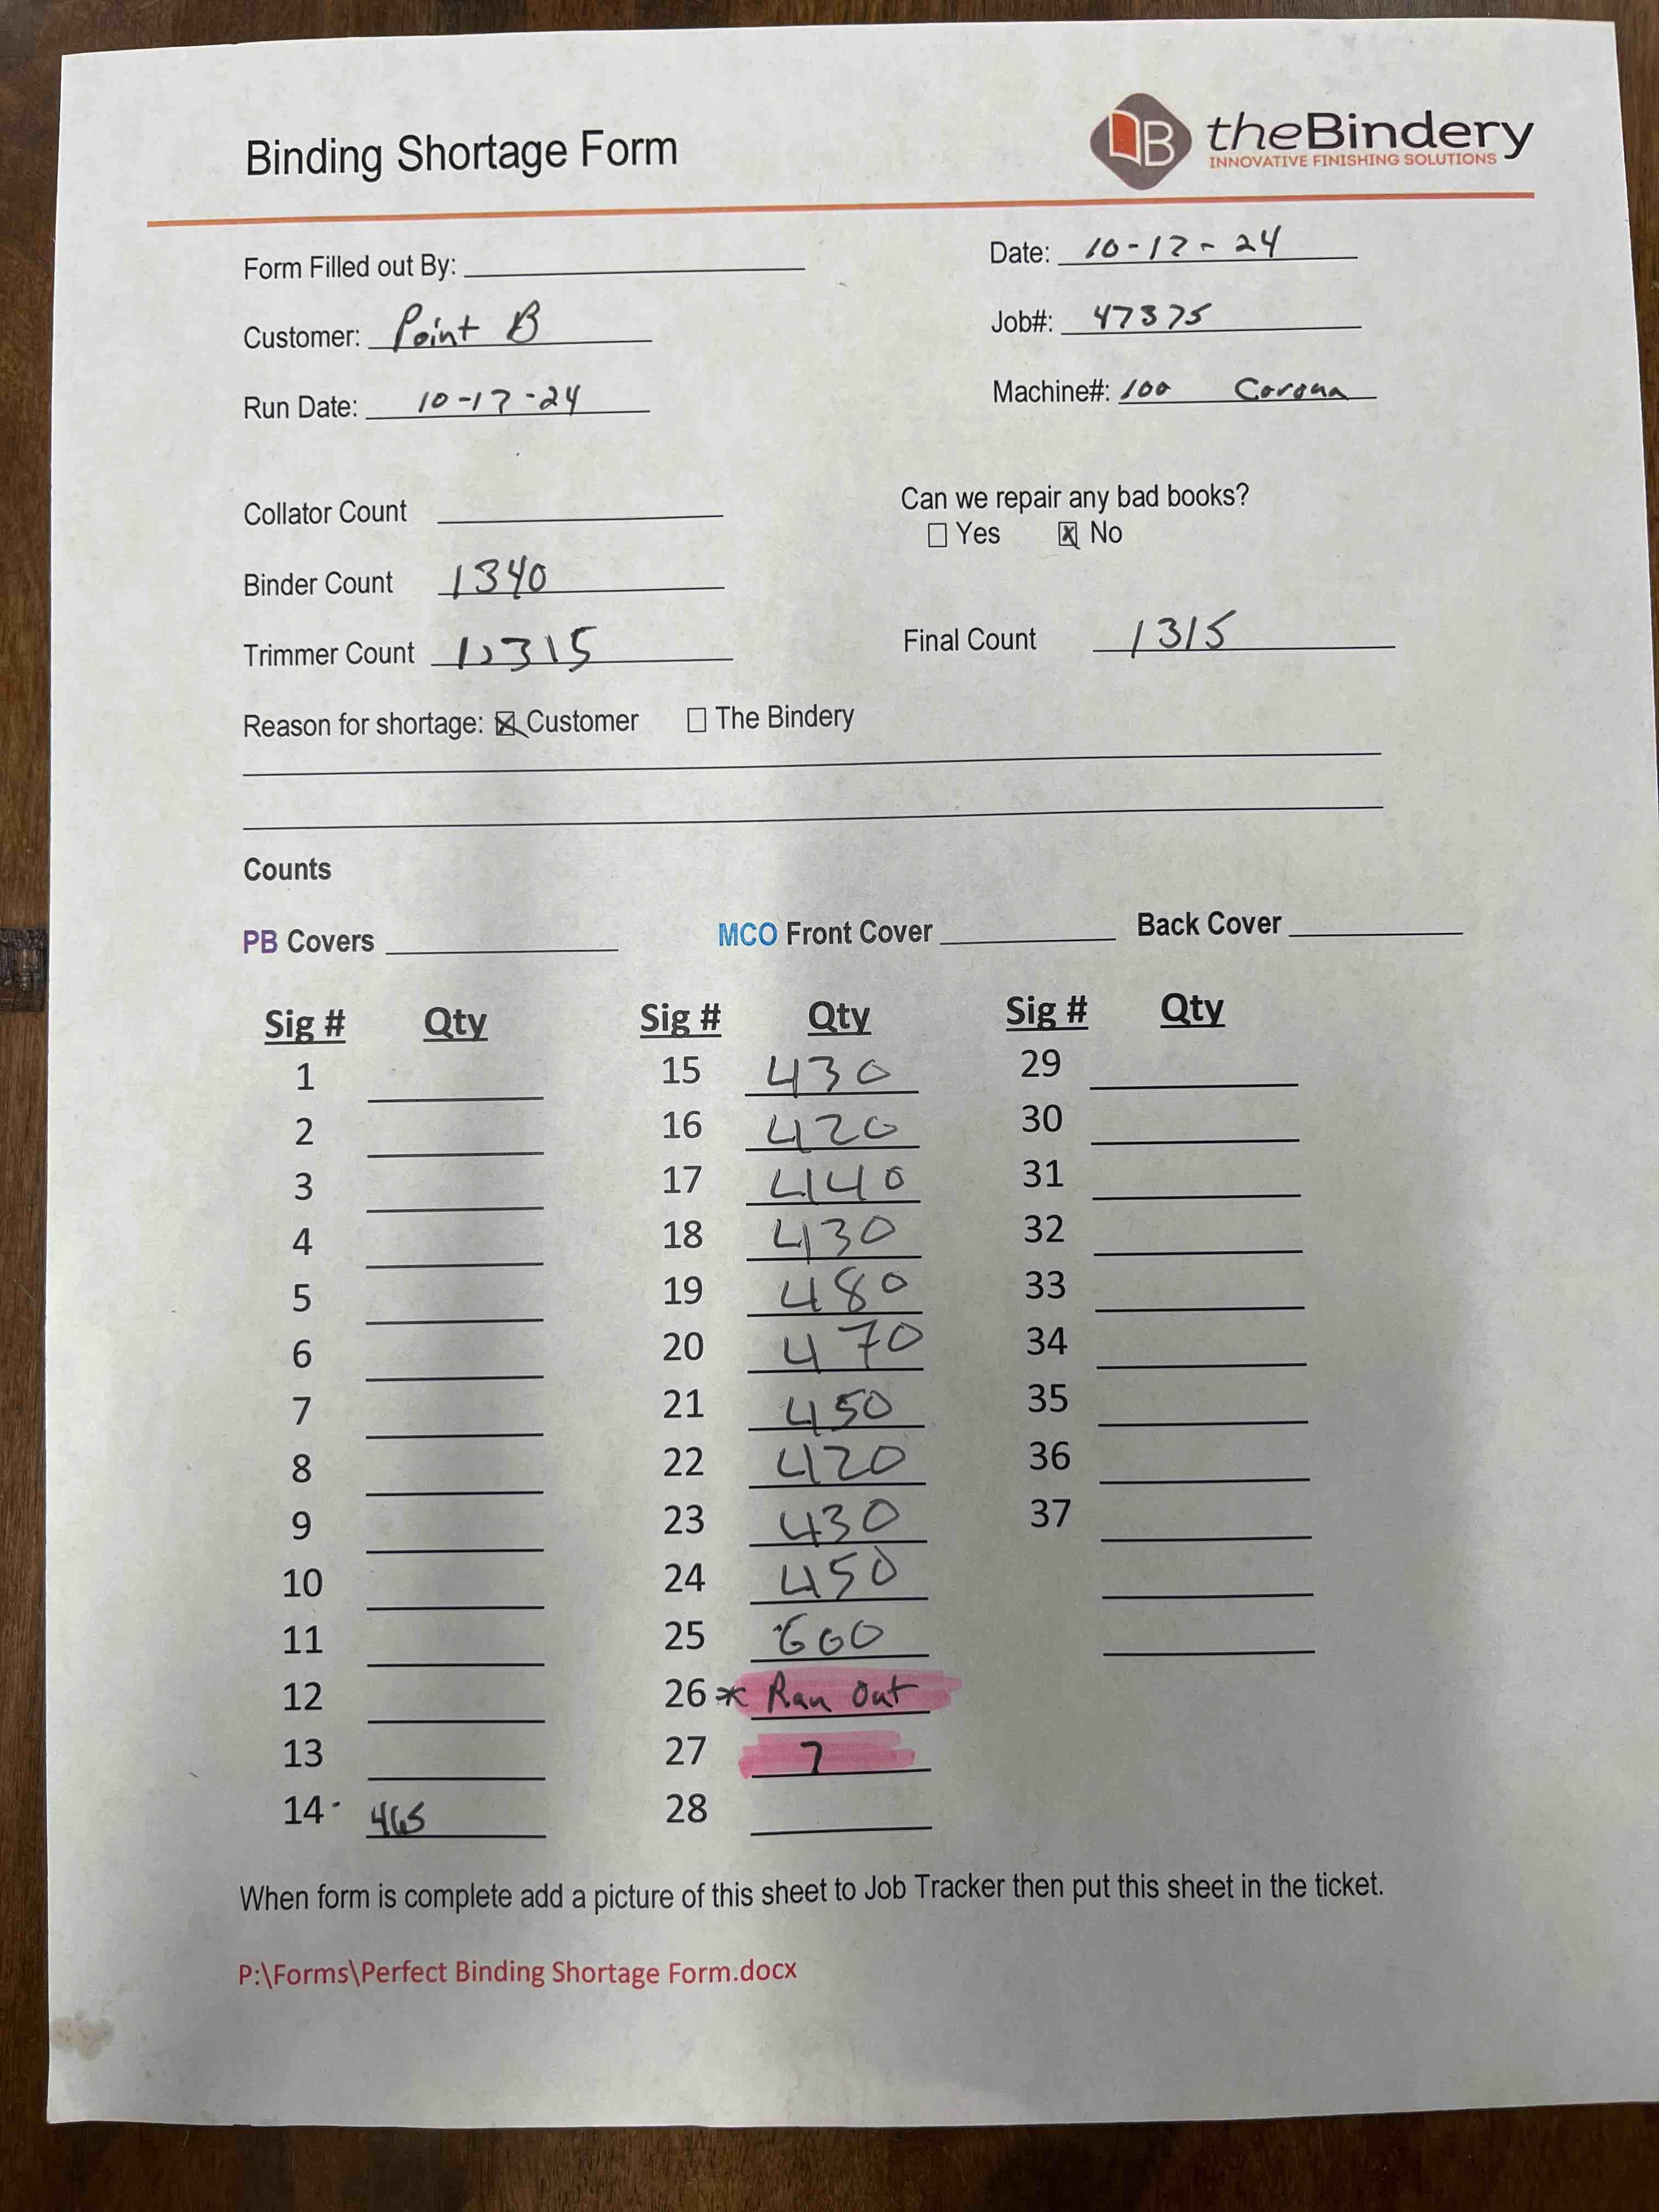 Binding Shortage Form
theBindery
INNOVATIVE FINISHING SOLUTIONS
Form Filled out By:
Date: 10-17-24
Customer: Point B
Job#: 47375
Run Date: 10-17-24
Machine#: 100 Corona
Collator Count
Can we repair any bad books?
Yes No
Binder Count 1340
Trimmer Count 1,315
Final Count 1315
Reason for shortage: Customer The Bindery
Counts
PB Covers MCO Front Cover Back Cover
Sig # Qty Sig # Qty Sig # Qty
1 15 430 29
2 16 420 30
3 17 440 31
4 18 430 32
5 19 480 33
6 20 470 34
7 21 450 35
8 22 420 36
9 23 430 37
10 24 450
11 25 600
12 26 * Ran Out
13 27 7
14 - 465 28
When form is complete add a picture of this sheet to Job Tracker then put this sheet in the ticket.
P:\Forms\Perfect Binding Shortage Form.docx